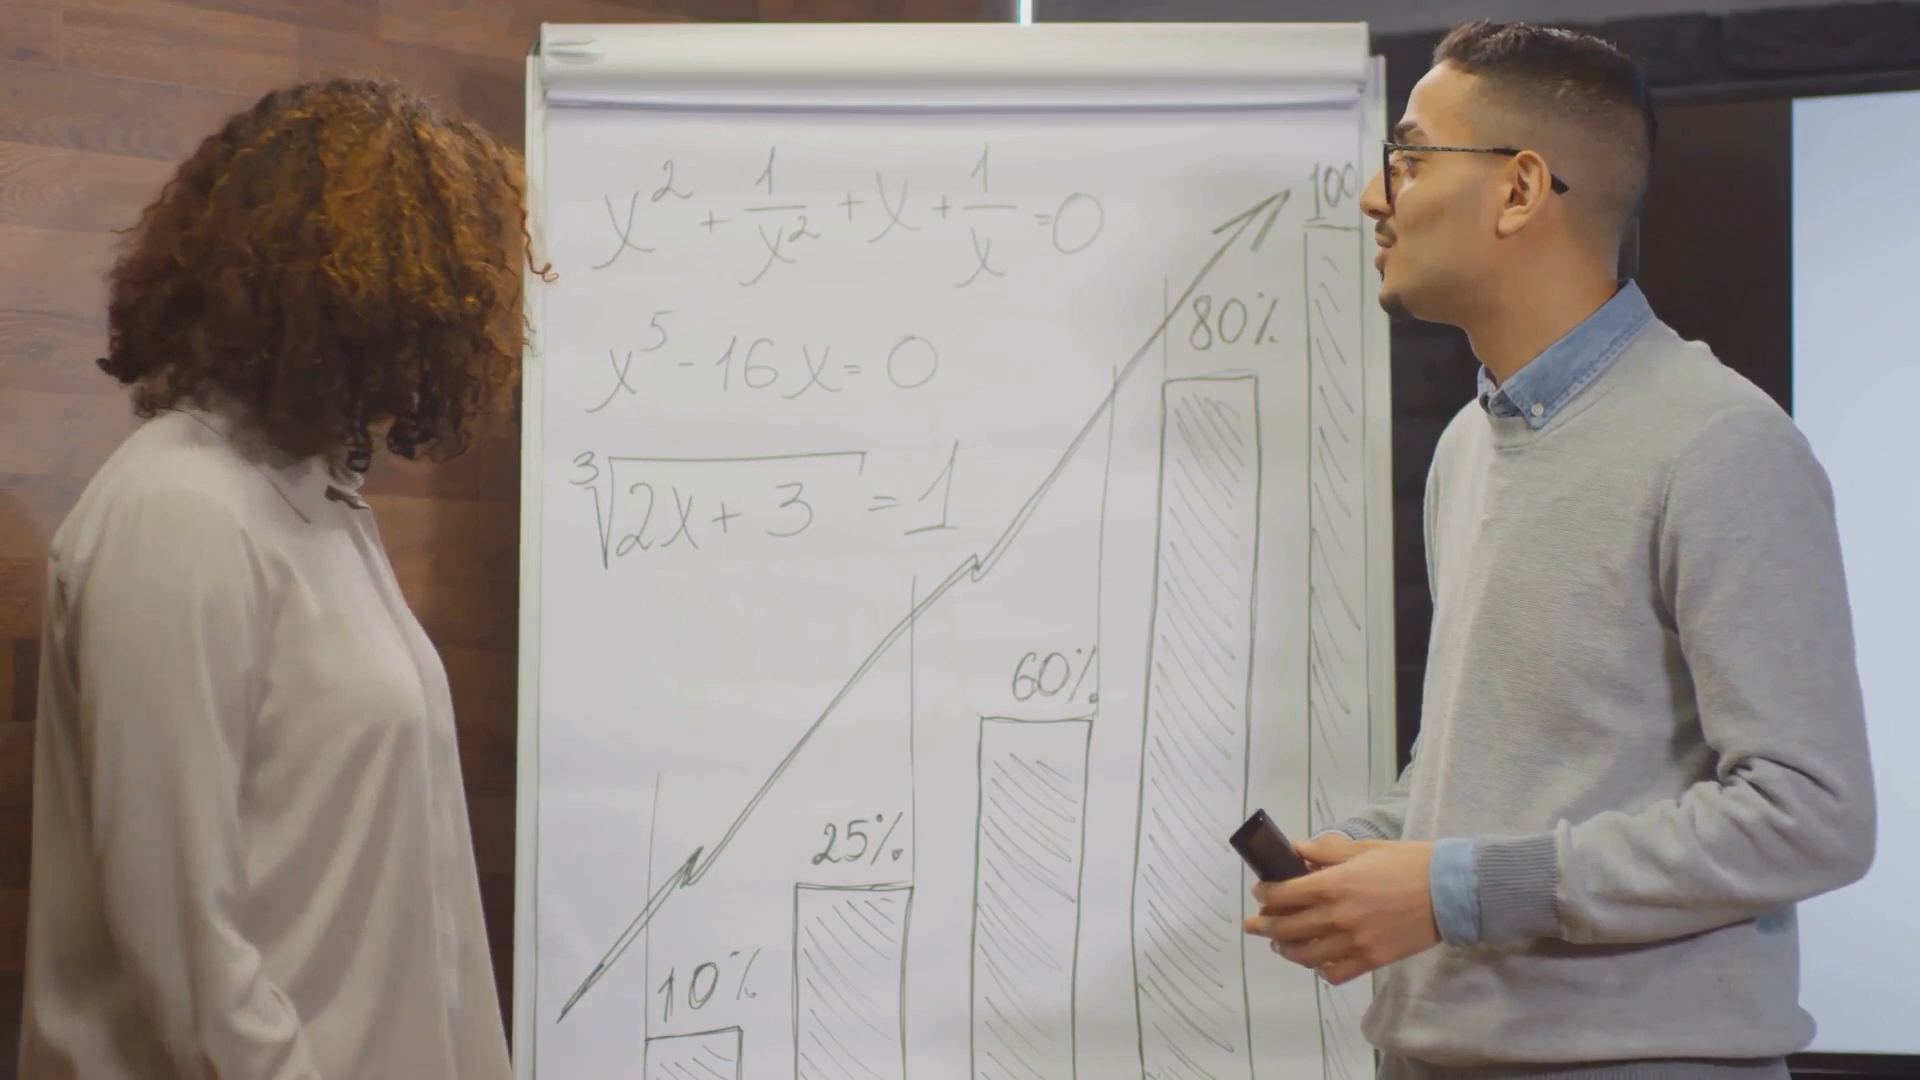 x² + 1/x² + x + 1/x = 0
x⁵ - 16x = 0
∛(2x + 3) = 1
100
80%
60%
25%
10%